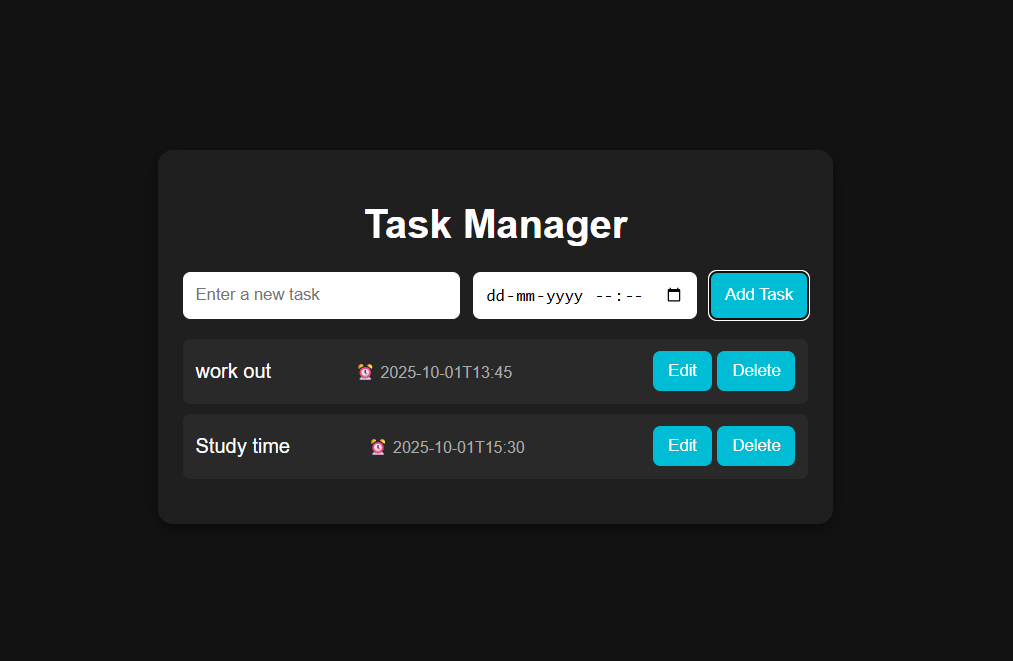 Task Manager
Enter a new task dd-mm-yyyy --:-- Add Task
work out ⏰ 2025-10-01T13:45 Edit Delete
Study time ⏰ 2025-10-01T15:30 Edit Delete